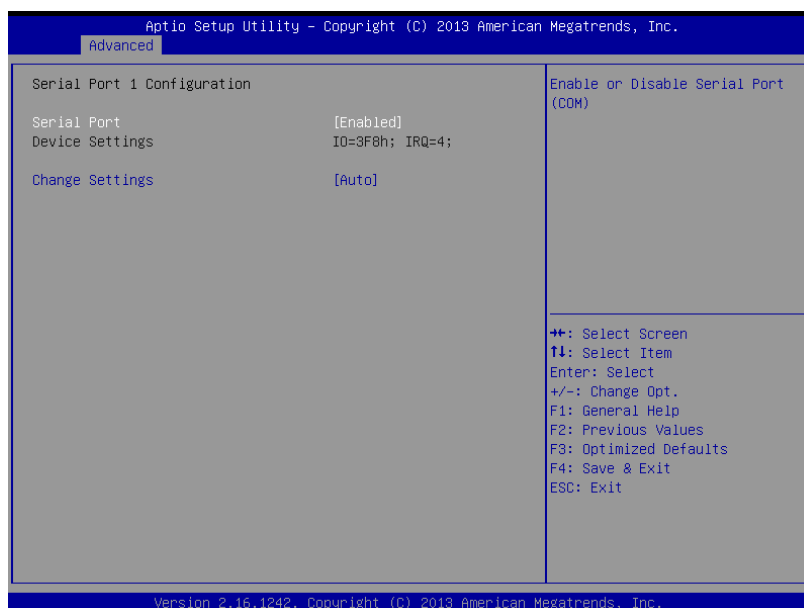 Aptio Setup Utility – Copyright (C) 2013 American Megatrends, Inc.
Advanced
Serial Port 1 Configuration
Serial Port [Enabled]
Device Settings IO=3F8h; IRQ=4;
Change Settings [Auto]
Enable or Disable Serial Port
(COM)
→←: Select Screen
↑↓: Select Item
Enter: Select
+/-: Change Opt.
F1: General Help
F2: Previous Values
F3: Optimized Defaults
F4: Save & Exit
ESC: Exit
Version 2.16.1242. Copyright (C) 2013 American Megatrends, Inc.